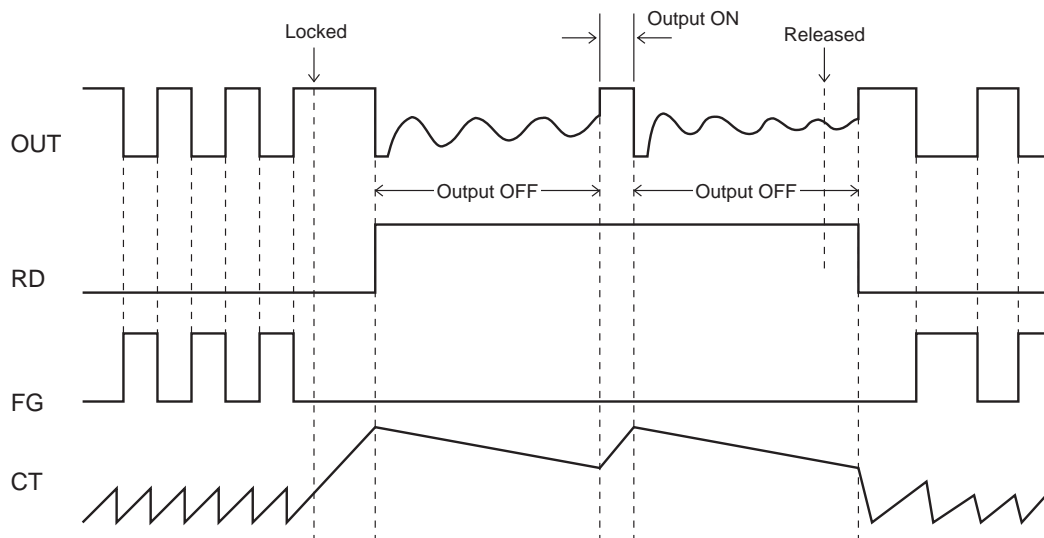 Output ON
Locked
Released
OUT
Output OFF
Output OFF
RD
FG
CT